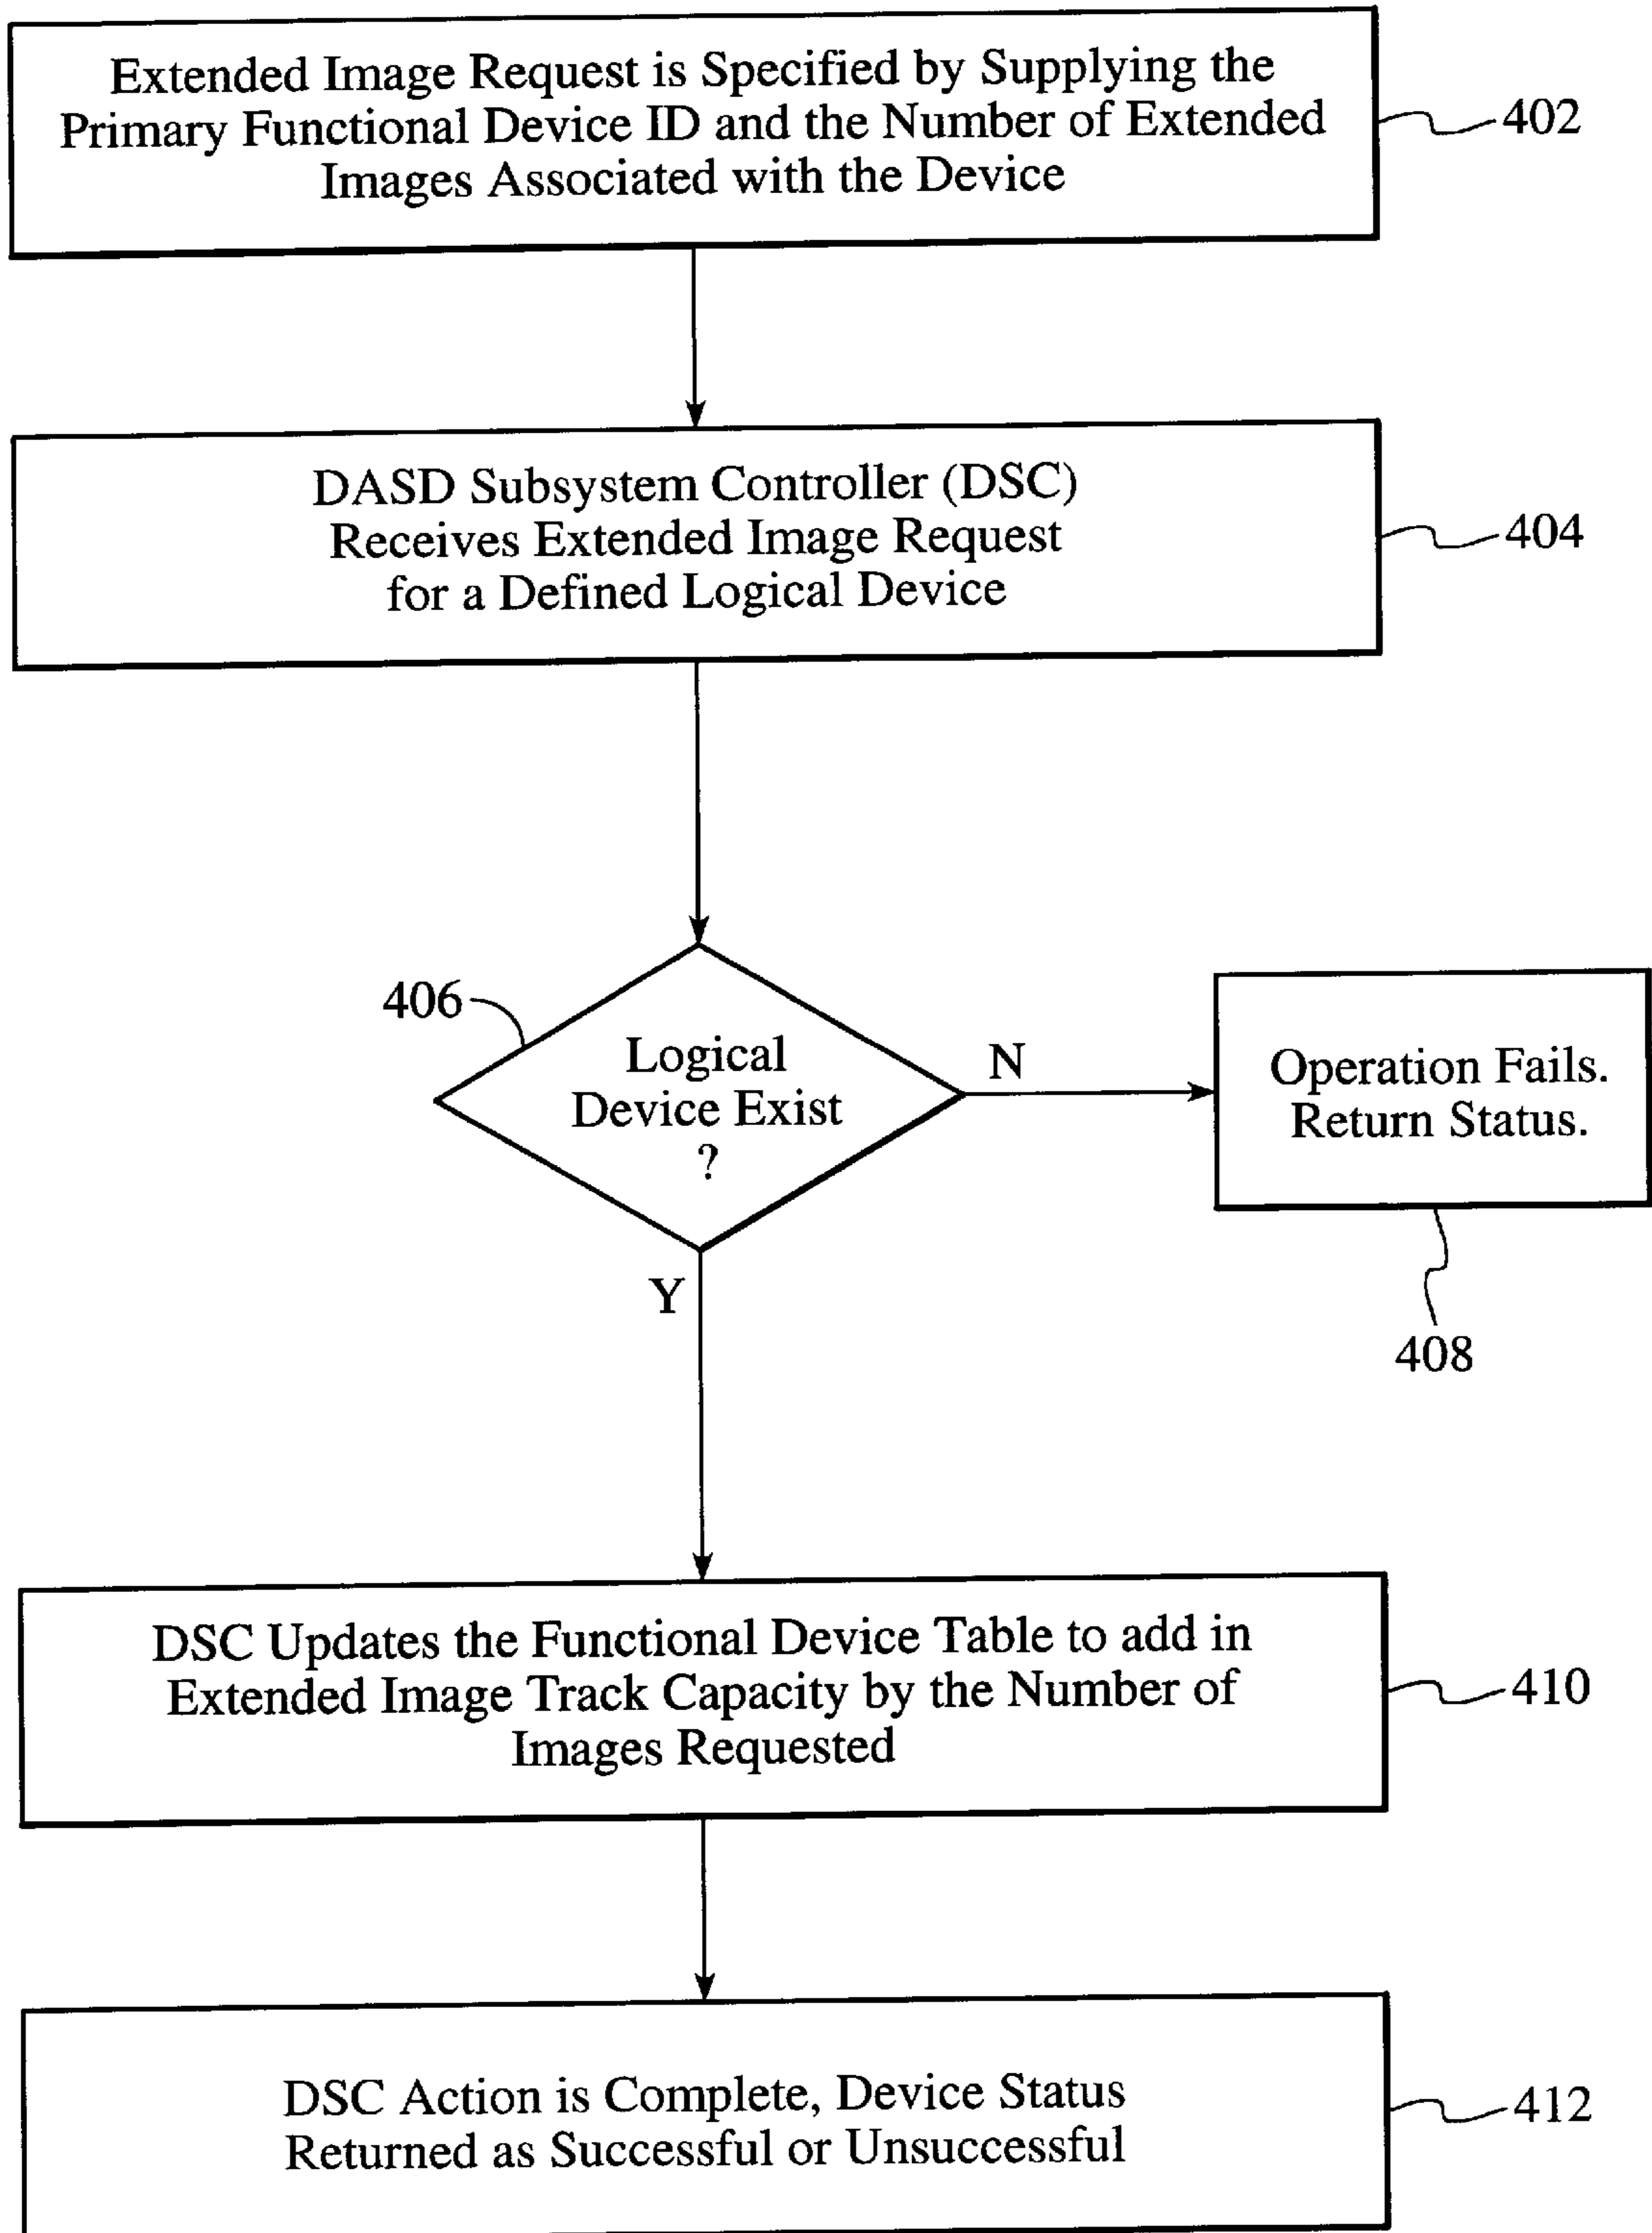 Extended Image Request is Specified by Supplying the
Primary Functional Device ID and the Number of Extended
Images Associated with the Device
402
DASD Subsystem Controller (DSC)
Receives Extended Image Request
for a Defined Logical Device
404
406
Logical
Device Exist
?
N
Operation Fails.
Return Status.
408
Y
DSC Updates the Functional Device Table to add in
Extended Image Track Capacity by the Number of
Images Requested
410
DSC Action is Complete, Device Status
Returned as Successful or Unsuccessful
412